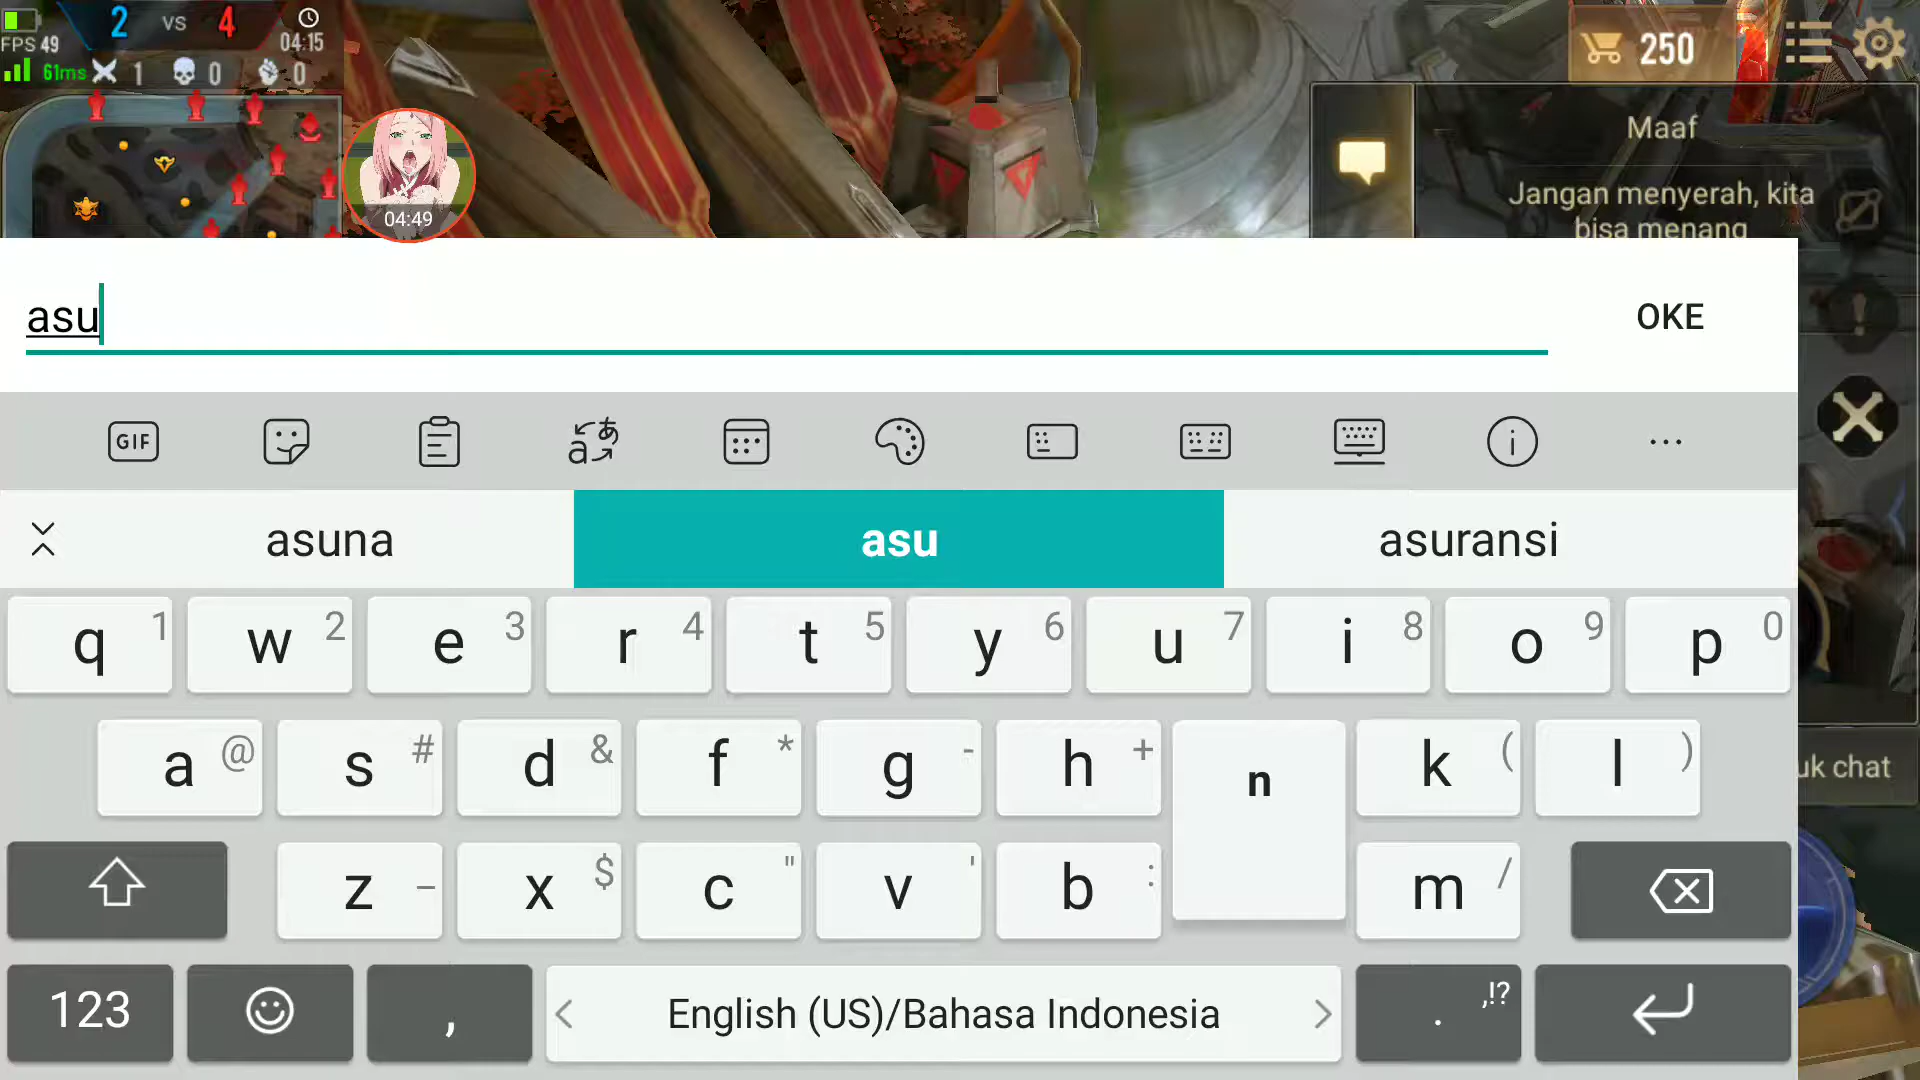 2 vs 4
04:15
FPS 49
61ms 1 0 0
250
04:49
Maaf
Jangan menyerah, kita
bisa menang
asu
OKE
GIF
aあ
asuna asu asuransi
q 1 w 2 e 3 r 4 t 5 y 6 u 7 i 8 o 9 p 0
a @ s # d & f * g - h + n k ( l )
z _ x $ c " v ' b : m /
uk chat
123 , English (US)/Bahasa Indonesia . ,!?